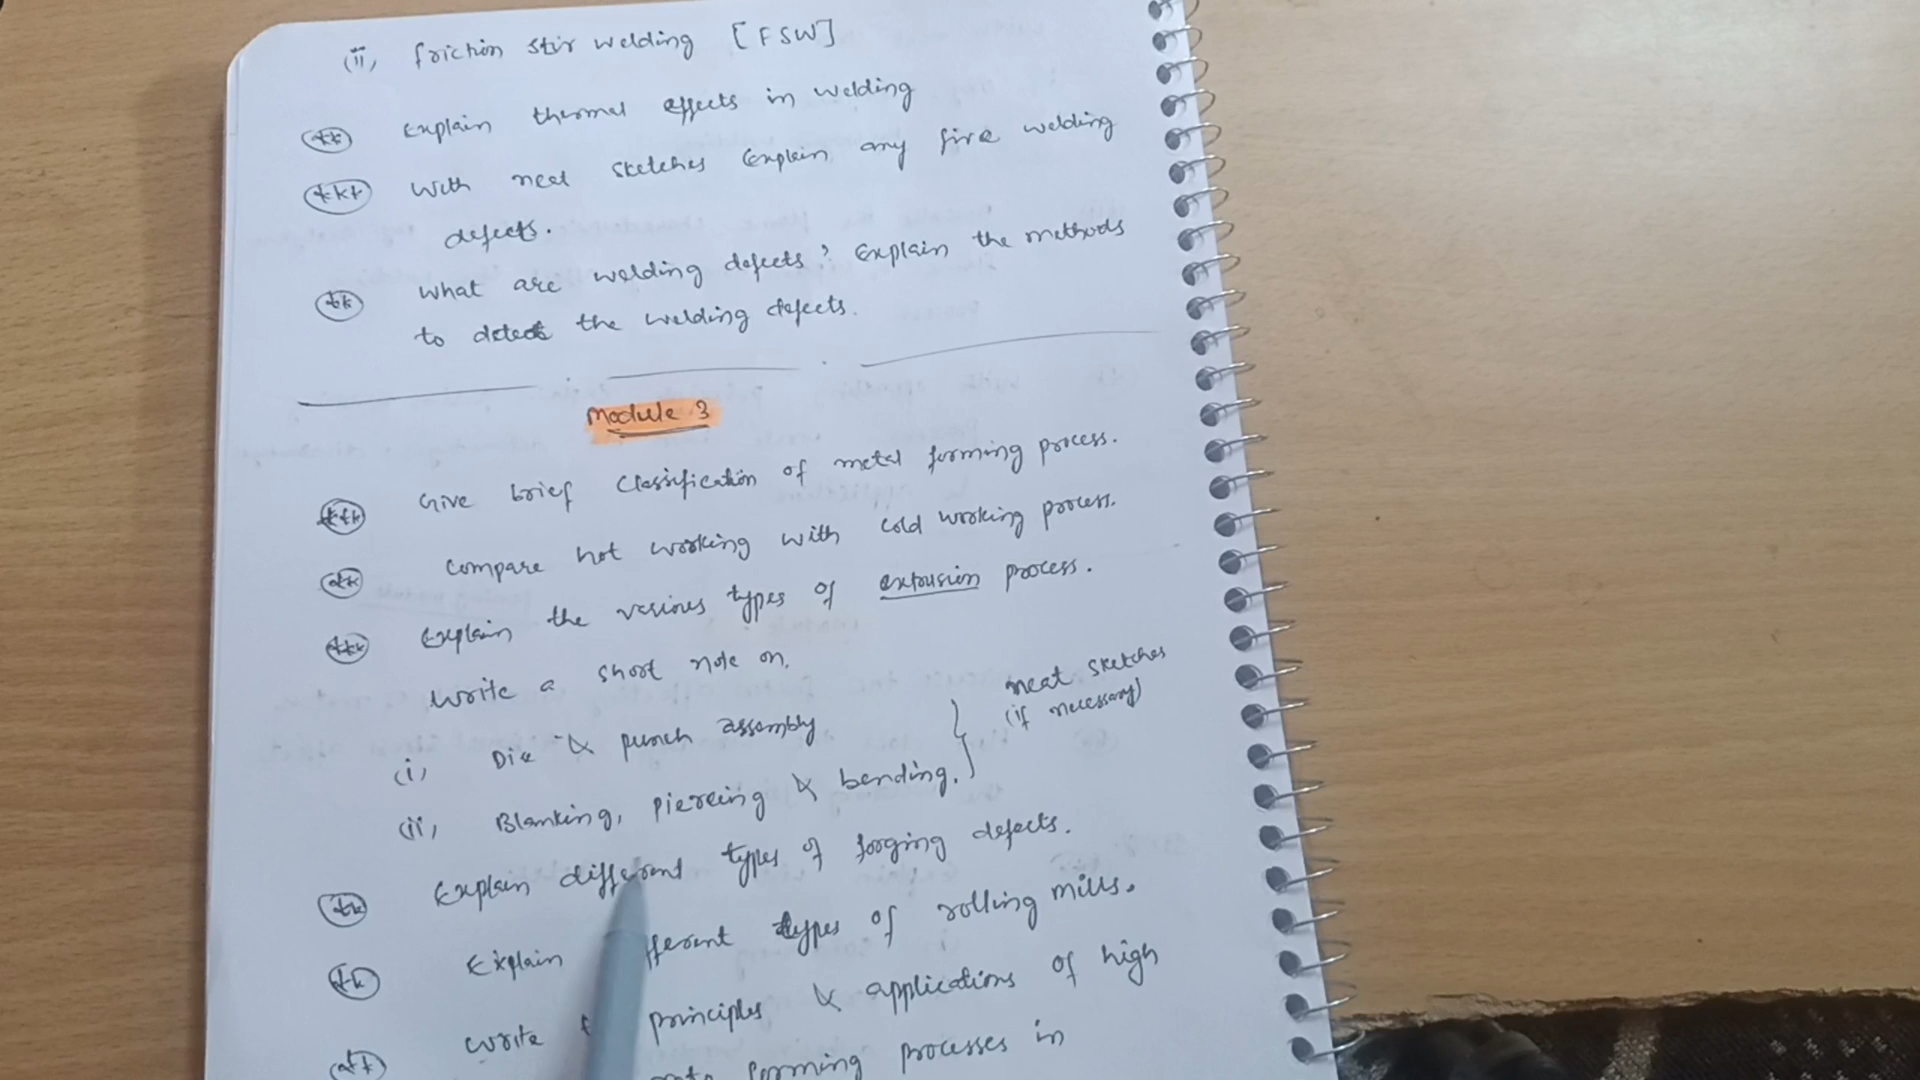 (ii) friction stir welding [FSW]
** Explain thermal effects in welding
*** With neat sketches Explain any five welding
defects.
** What are welding defects? Explain the methods
to detect the welding defects.
Module 3
*** Give brief classification of metal forming process.
** Compare hot working with cold working process.
*** Explain the various types of extrusion process.
Write a short note on.
(i) Die & punch assembly
(ii) Blanking, piercing & bending.
neat sketches
(if necessary)
** Explain different types of forging defects.
** Explain types of rolling mills.
** Write principles & applications of high
forming processes in